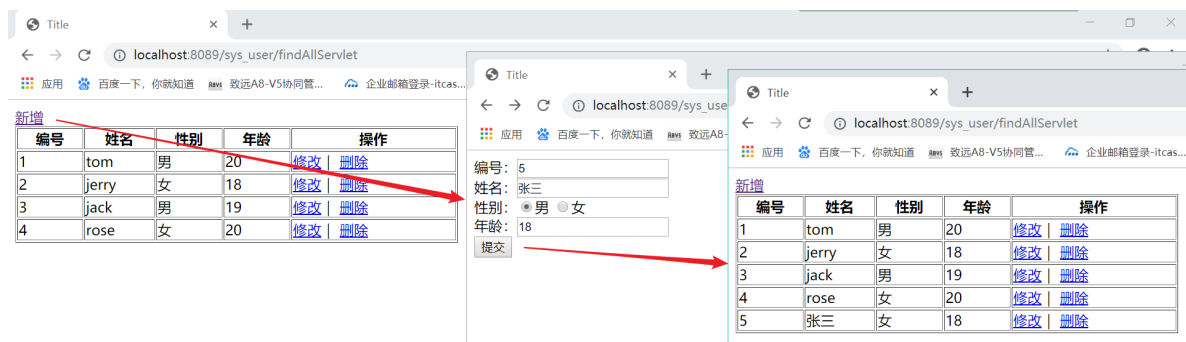 Title × +
localhost:8089/sys_user/findAllServlet
应用 百度一下,你就知道 致远A8-V5协同管... 企业邮箱登录-itcas...
新增
编号 姓名 性别 年龄 操作
1 tom 男 20 修改 | 删除
2 jerry 女 18 修改 | 删除
3 jack 男 19 修改 | 删除
4 rose 女 20 修改 | 删除
Title × +
localhost:8089/sys_use
应用 百度一下,你就知道 致远A8-
编号: 5
姓名: 张三
性别: 男 女
年龄: 18
提交
Title × +
localhost:8089/sys_user/findAllServlet
应用 百度一下,你就知道 致远A8-V5协同管... 企业邮箱登录-itcas...
新增
编号 姓名 性别 年龄 操作
1 tom 男 20 修改 | 删除
2 jerry 女 18 修改 | 删除
3 jack 男 19 修改 | 删除
4 rose 女 20 修改 | 删除
5 张三 女 18 修改 | 删除